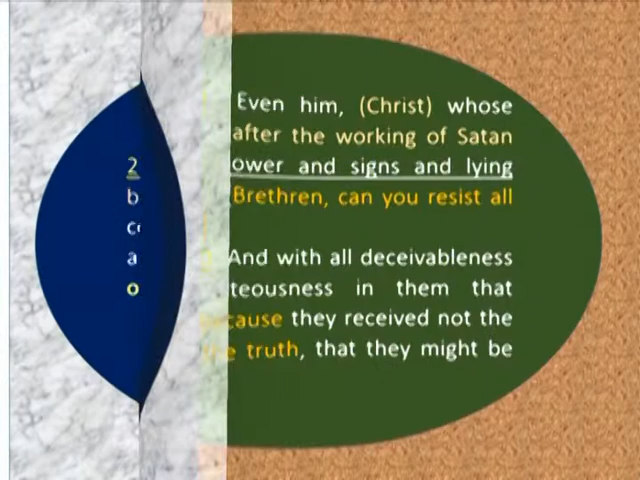 2
b
a
o
Even him, (Christ) whose
after the working of Satan
ower and signs and lying
Brethren, can you resist all
And with all deceivableness
teousness in them that
cause they received not the
truth, that they might be